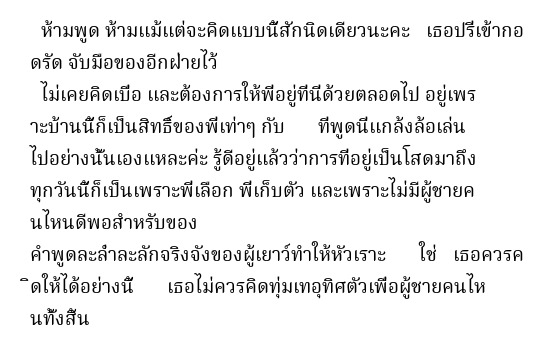 ห้ามพูด ห้ามแม้แต่จะคิดแบบนี้สักนิดเดียวนะคะ เธอปรี่เข้ากอ
ดรัด จับมือของอีกฝ่ายไว้
ไม่เคยคิดเบื่อ และต้องการให้พี่อยู่ที่นี่ด้วยตลอดไป อยู่เพร
าะบ้านนี้ก็เป็นสิทธิ์ของพี่เท่าๆ กับ ที่พูดนี่แกล้งล้อเล่น
ไปอย่างนั้นเองแหละค่ะ รู้ดีอยู่แล้วว่าการที่อยู่เป็นโสดมาถึง
ทุกวันนี้ก็เป็นเพราะพี่เลือก พี่เก็บตัว และเพราะไม่มีผู้ชายค
นไหนดีพอสำหรับของ
คำพูดละล่ำละลักจริงจังของผู้เยาว์ทำให้หัวเราะ ใช่ เธอควรค
ิดให้ได้อย่างนี้ เธอไม่ควรคิดทุ่มเทอุทิศตัวเพื่อผู้ชายคนไห
นทั้งสิ้น